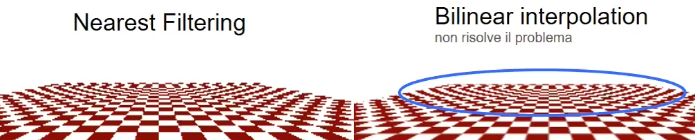 Nearest Filtering
Bilinear interpolation
non risolve il problema